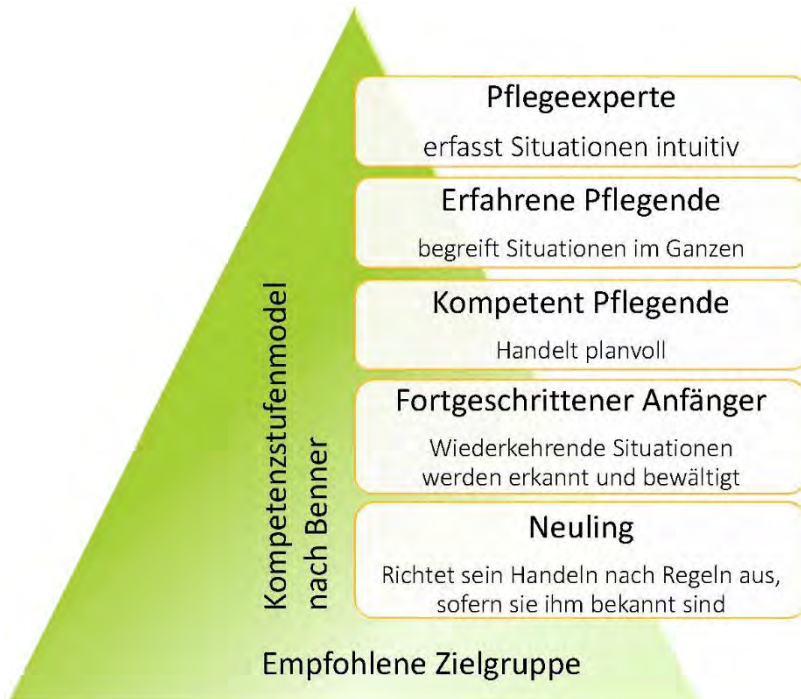 Pflegeexperte
erfasst Situationen intuitiv
Erfahrene Pflegende
begreift Situationen im Ganzen
Kompetent Pflegende
Handelt planvoll
Fortgeschrittener Anfänger
Wiederkehrende Situationen
werden erkannt und bewältigt
Neuling
Richtet sein Handeln nach Regeln aus,
sofern sie ihm bekannt sind
Kompetenzstufenmodel
nach Benner
Empfohlene Zielgruppe